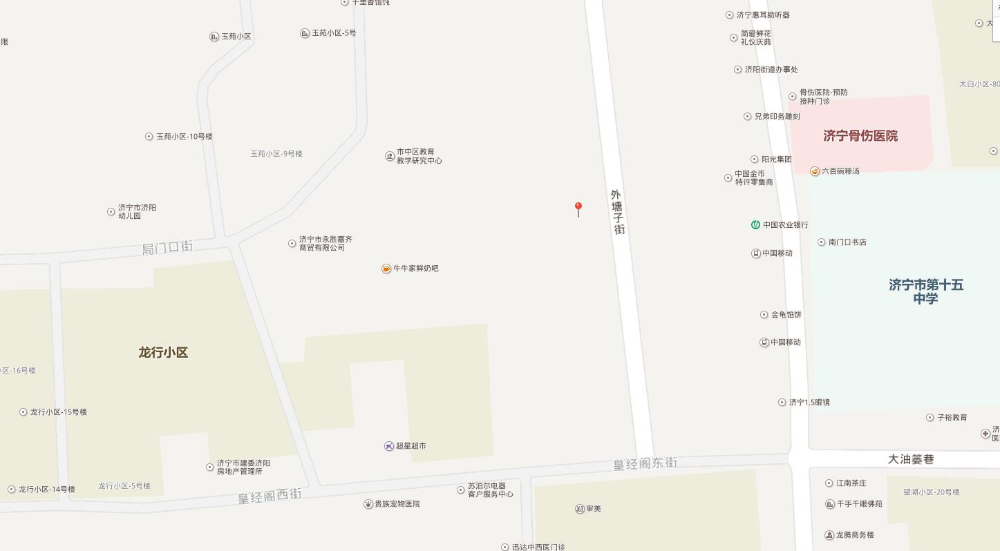 千里香馄饨
济宁惠耳助听器
玉苑小区
玉苑小区-5号
简爱鲜花
礼仪庆典
限
太
济阳街道办事处
太白小区-80
骨伤医院-预防
接种门诊
兄弟印务雕刻
济宁骨伤医院
玉苑小区-10号楼
玉苑小区-9号楼
市中区教育
教学研究中心
阳光集团
六百碗糁汤
中国金币
特许零售商
外塘子街
济宁市济阳
幼儿园
中国农业银行
局门口街
济宁市永胜嘉齐
商贸有限公司
南门口书店
中国移动
牛牛家鲜奶吧
济宁市第十五
中学
金龟馅饼
中国移动
龙行小区
小区-16号楼
济宁1.5眼镜
龙行小区-15号楼
子裕教育
济
医
超星超市
皇经阁东街
大油篓巷
济宁市建委济阳
房地产管理所
龙行小区-14号楼
龙行小区-5号楼
皇经阁西街
苏泊尔电器
客户服务中心
江南茶庄
望湖小区-20号楼
贵族宠物医院
审美
千手千眼佛苑
龙腾商务楼
迅达中西医门诊